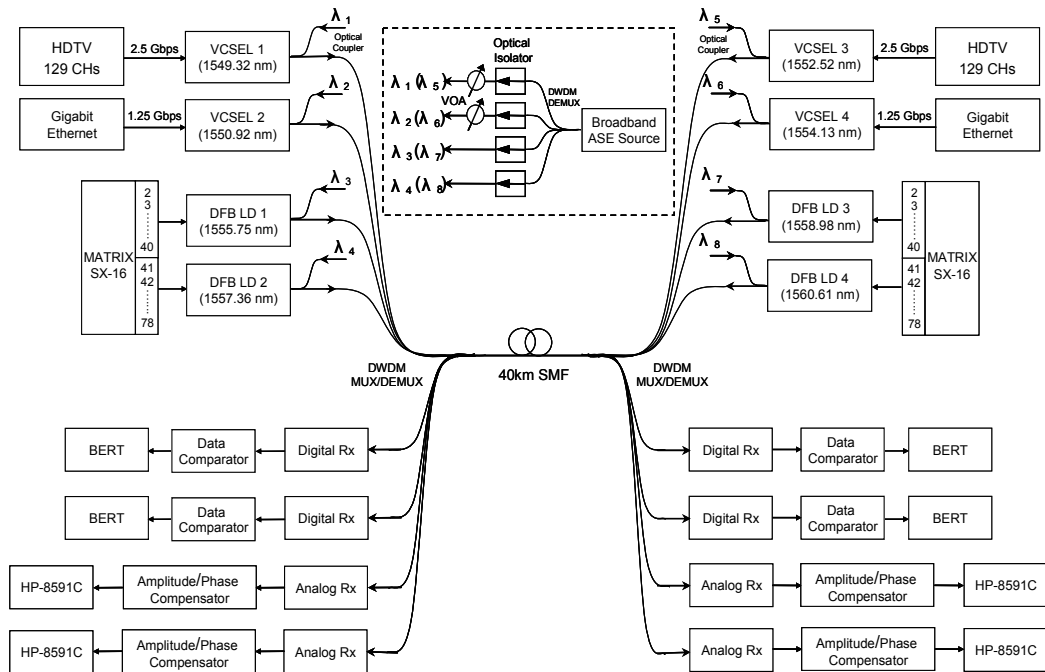 HDTV
129 CHs
2.5 Gbps
VCSEL 1
(1549.32 nm)
λ 1
Optical
Coupler
Gigabit
Ethernet
1.25 Gbps
VCSEL 2
(1550.92 nm)
λ 2
MATRIX
SX-16
2
3
40
41
42
78
DFB LD 1
(1555.75 nm)
λ 3
DFB LD 2
(1557.36 nm)
λ 4
Optical
Isolator
λ 1 (λ 5)
VOA
λ 2 (λ 6)
λ 3 (λ 7)
λ 4 (λ 8)
DWDM
DEMUX
Broadband
ASE Source
λ 5
Optical
Coupler
VCSEL 3
(1552.52 nm)
2.5 Gbps
HDTV
129 CHs
λ 6
VCSEL 4
(1554.13 nm)
1.25 Gbps
Gigabit
Ethernet
λ 7
DFB LD 3
(1558.98 nm)
λ 8
DFB LD 4
(1560.61 nm)
2
3
40
41
42
78
MATRIX
SX-16
DWDM
MUX/DEMUX
40km SMF
DWDM
MUX/DEMUX
BERT
Data
Comparator
Digital Rx
Digital Rx
Data
Comparator
BERT
BERT
Data
Comparator
Digital Rx
Digital Rx
Data
Comparator
BERT
HP-8591C
Amplitude/Phase
Compensator
Analog Rx
Analog Rx
Amplitude/Phase
Compensator
HP-8591C
HP-8591C
Amplitude/Phase
Compensator
Analog Rx
Analog Rx
Amplitude/Phase
Compensator
HP-8591C